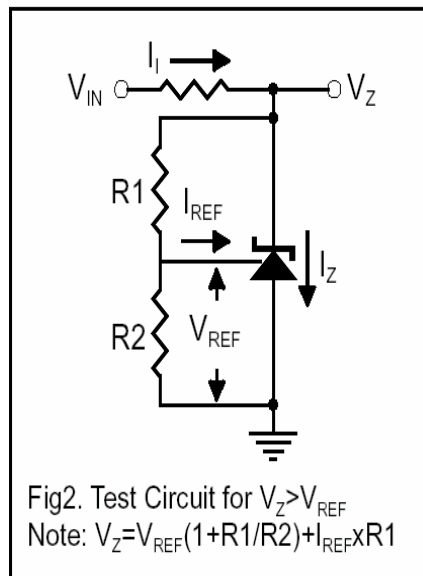 I_I
V_IN
V_Z
R1
I_REF
I_Z
V_REF
R2
Fig2. Test Circuit for V_Z>V_REF
Note: V_Z=V_REF(1+R1/R2)+I_REFxR1